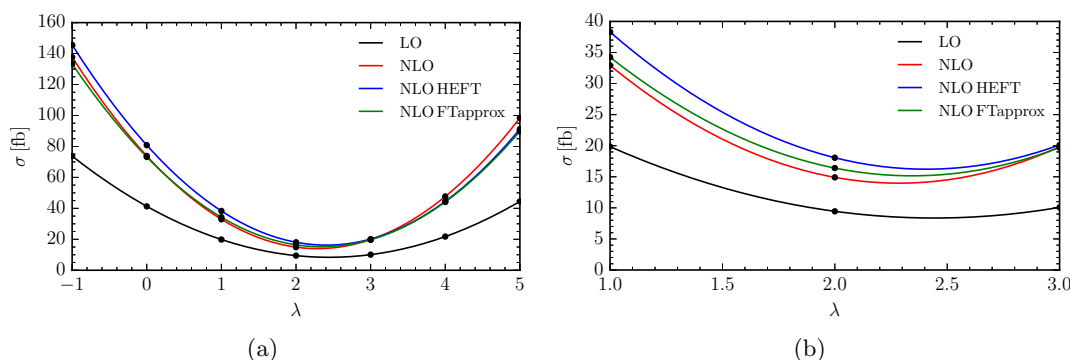 160
140
120
100
80
60
40
20
0
σ [fb]
−1 0 1 2 3 4 5
λ
LO
NLO
NLO HEFT
NLO FTapprox
(a)
40
35
30
25
20
15
10
5
0
σ [fb]
1.0 1.5 2.0 2.5 3.0
λ
LO
NLO
NLO HEFT
NLO FTapprox
(b)